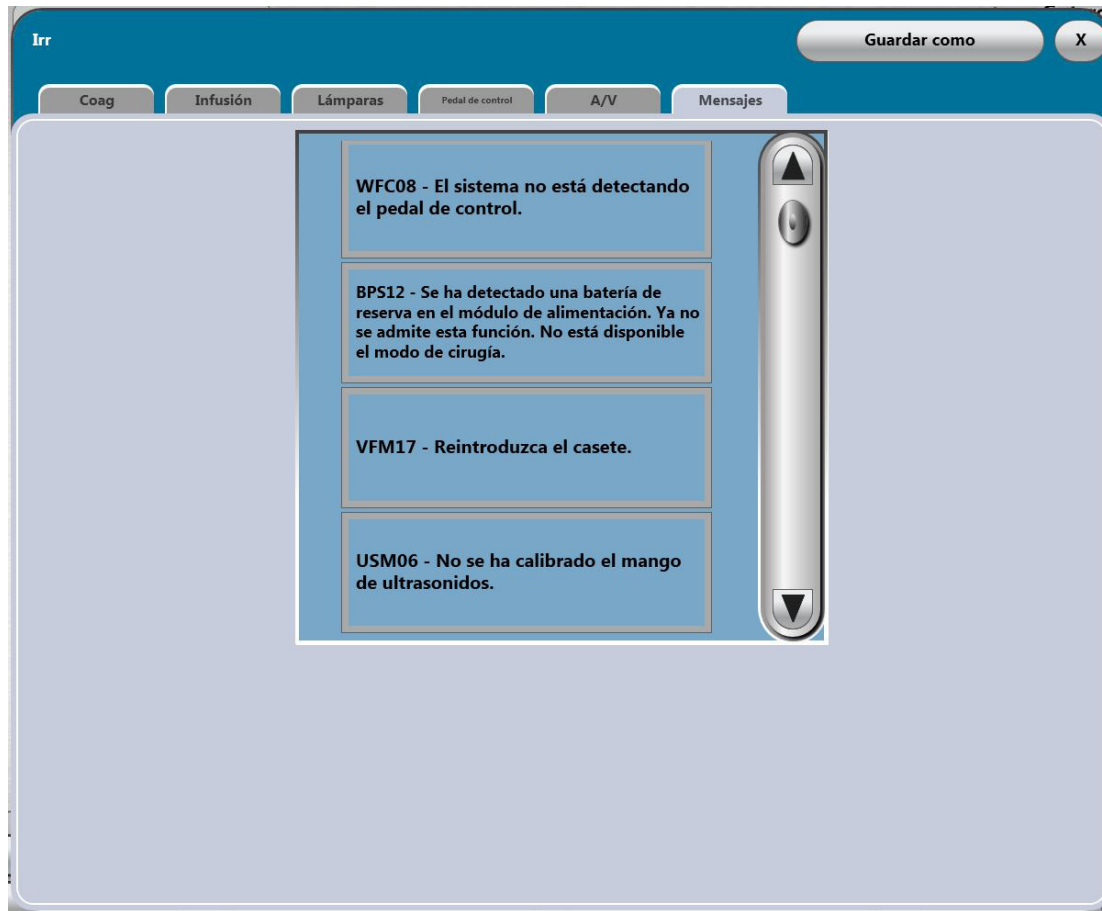 Irr
Guardar como
X
Coag
Infusión
Lámparas
Pedal de control
A/V
Mensajes
WFC08 - El sistema no está detectando
el pedal de control.
BPS12 - Se ha detectado una batería de
reserva en el módulo de alimentación. Ya no
se admite esta función. No está disponible
el modo de cirugía.
VFM17 - Reintroduzca el casete.
USM06 - No se ha calibrado el mango
de ultrasonidos.